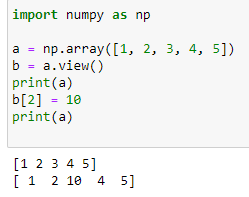 import numpy as np
a = np.array([1, 2, 3, 4, 5])
b = a.view()
print(a)
b[2] = 10
print(a)
[1 2 3 4 5]
[ 1  2 10  4  5]